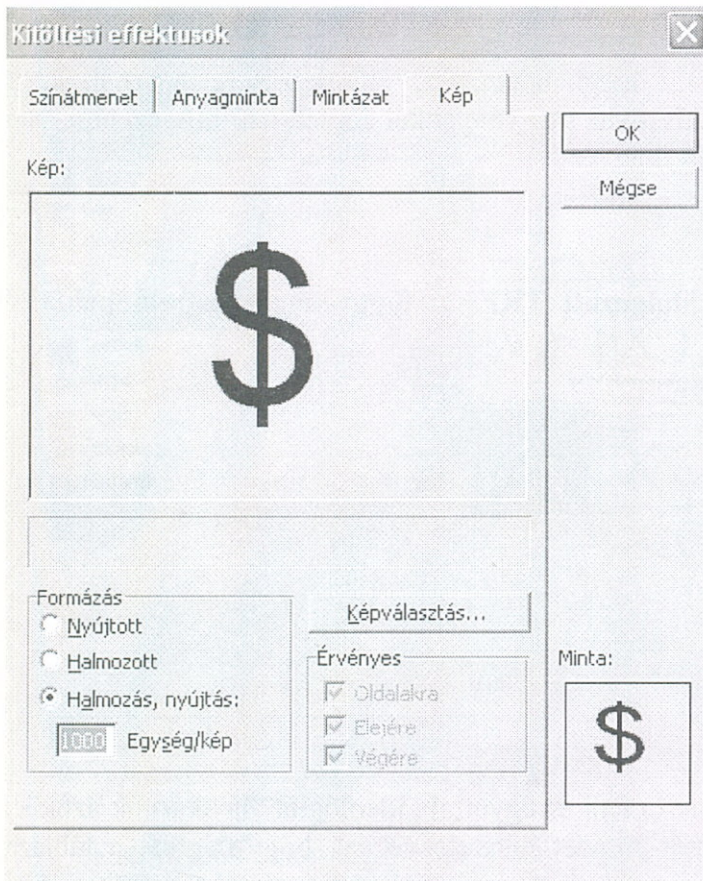 Kitöltési effektusok
Színátmenet Anyagminta Mintázat Kép
OK
Mégse
Kép:
$
Formázás
Nyújtott
Halmozott
Halmozás, nyújtás:
1000 Egység/kép
Képválasztás...
Érvényes
Oldalakra
Elejére
Végére
Minta:
$